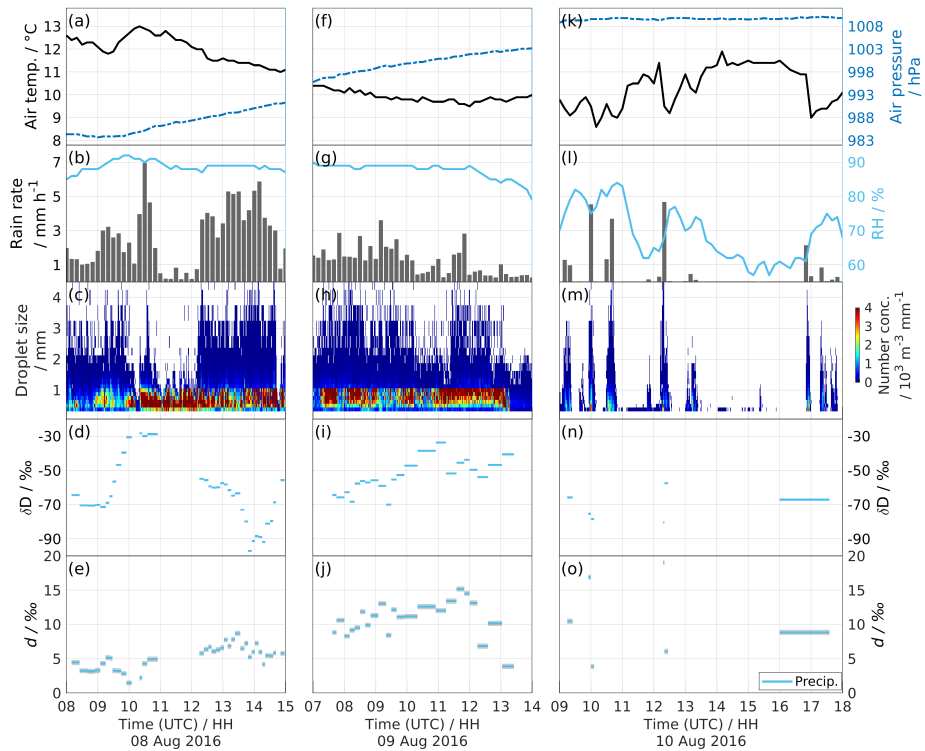 (a) (f) (k)
13 12 11 10 9 8
Air temp. / °C
1008 1003 998 993 988 983
Air pressure
/ hPa
(b) (g) (l)
7 5 3 1
Rain rate
/ mm h-1
90 80 70 60
RH / %
(c) (h) (m)
4 3 2 1
Droplet size
/ mm
4 3 2 1 0
Number conc.
/ 10³ m-3 mm-1
(d) (i) (n)
-30 -50 -70 -90
δD / ‰
-30 -50 -70 -90
δD / ‰
(e) (j) (o)
20 15 10 5 0
d / ‰
20 15 10 5 0
d / ‰
Precip.
08 09 10 11 12 13 14 15
07 08 09 10 11 12 13 14
09 10 11 12 13 14 15 16 17 18
Time (UTC) / HH
08 Aug 2016
Time (UTC) / HH
09 Aug 2016
Time (UTC) / HH
10 Aug 2016